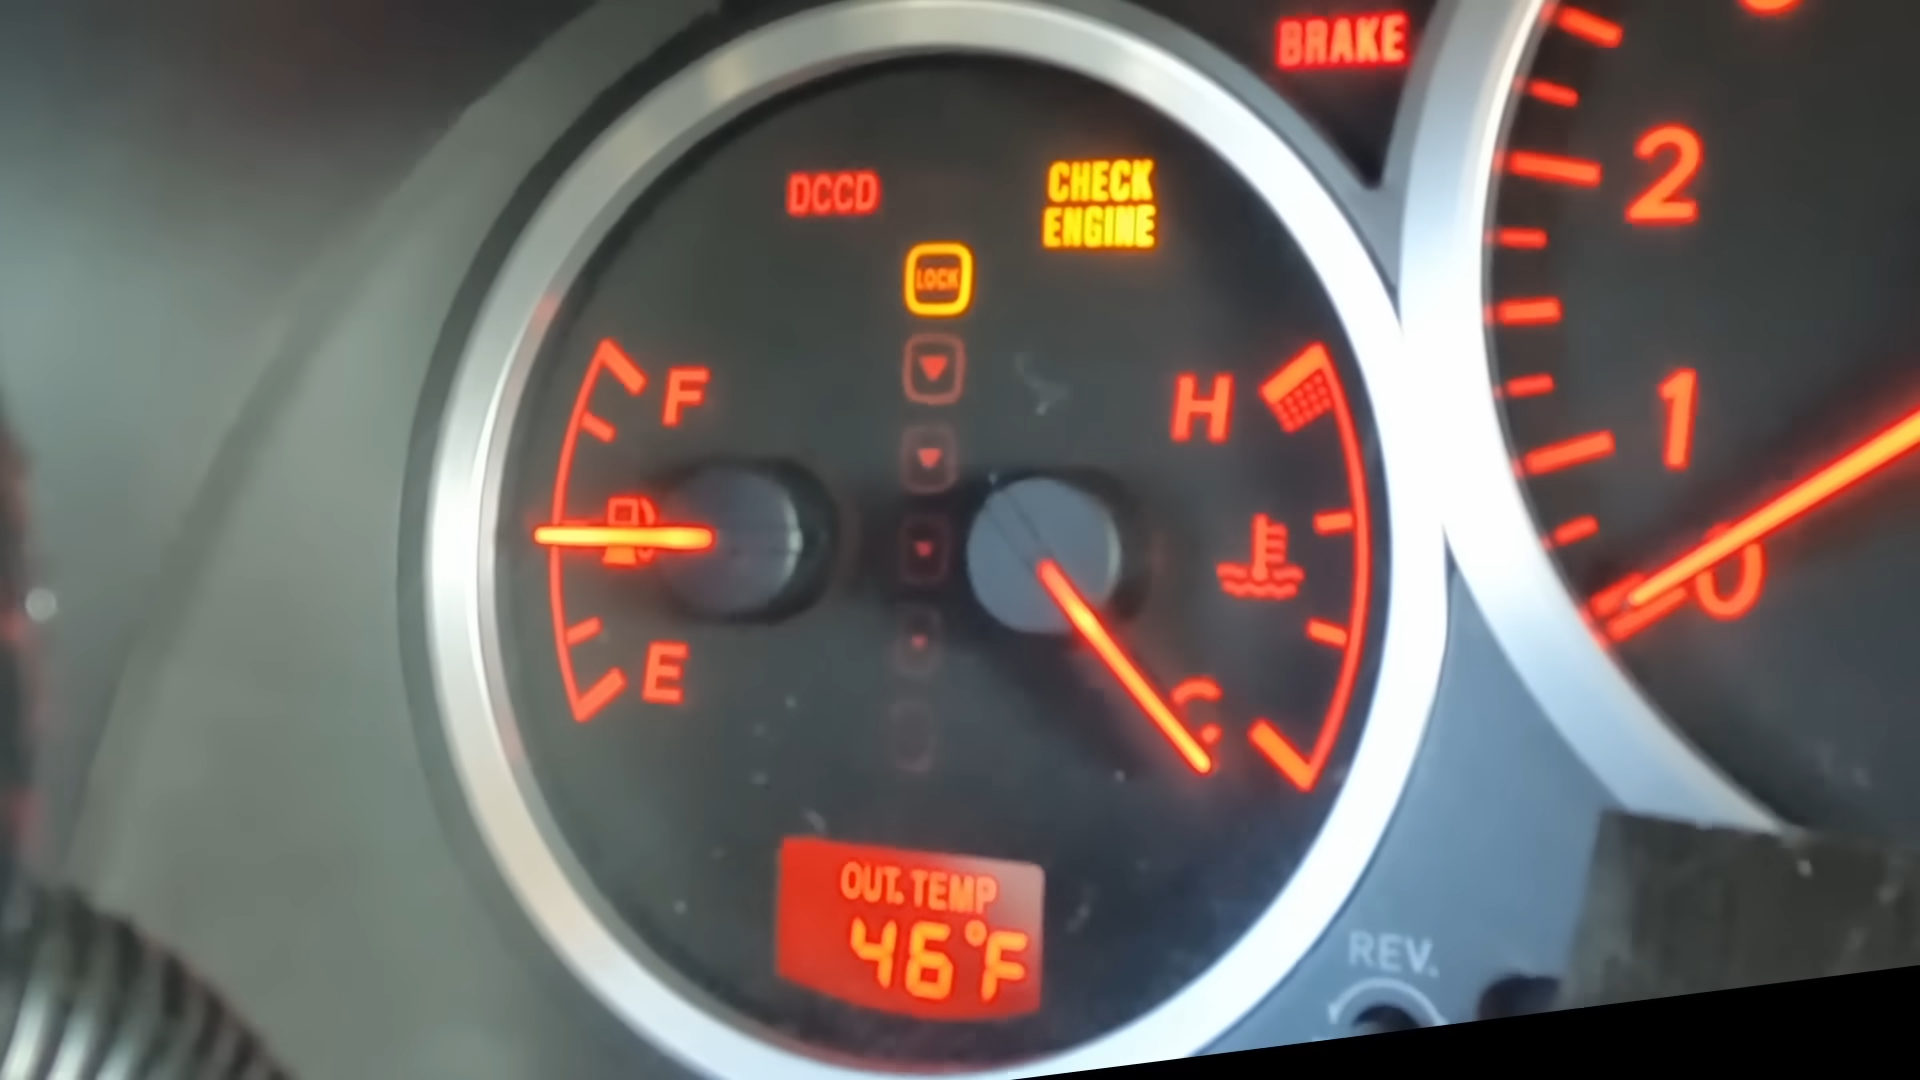 BRAKE
DCCD
CHECK
ENGINE
LOCK
F
H
E
C
2
1
0
OUT. TEMP
46°F
REV.